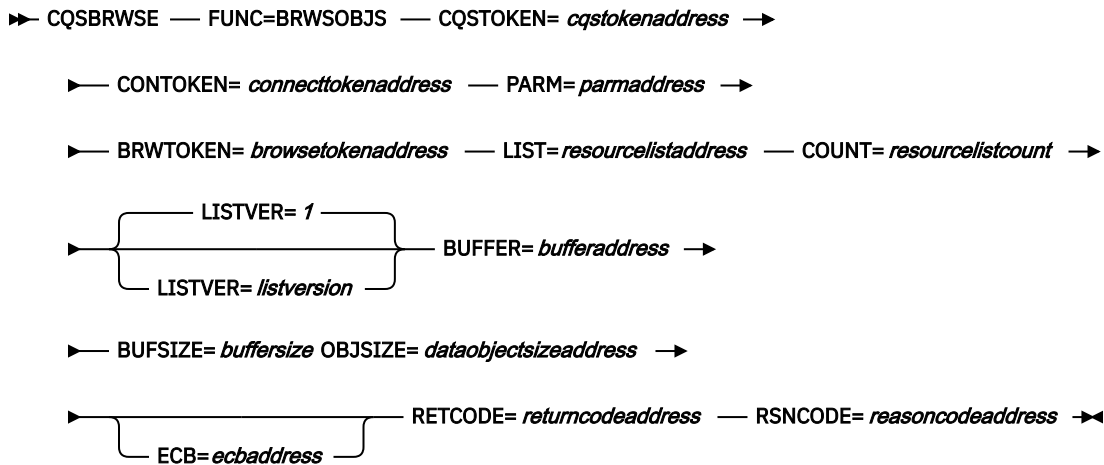 CQSBRWSE FUNC=BRWSOBJS CQSTOKEN= cqstokenaddress
CONTOKEN= connecttokenaddress PARM= parmaddress
BRWTOKEN= browsetokenaddress LIST= resourcelistaddress COUNT= resourcelistcount
LISTVER= 1
BUFFER= bufferaddress
LISTVER= listversion
BUFSIZE= buffersize OBJSIZE= dataobjectsizeaddress
RETCODE= returncodeaddress RSNCODE= reasoncodeaddress
ECB= ecbaddress